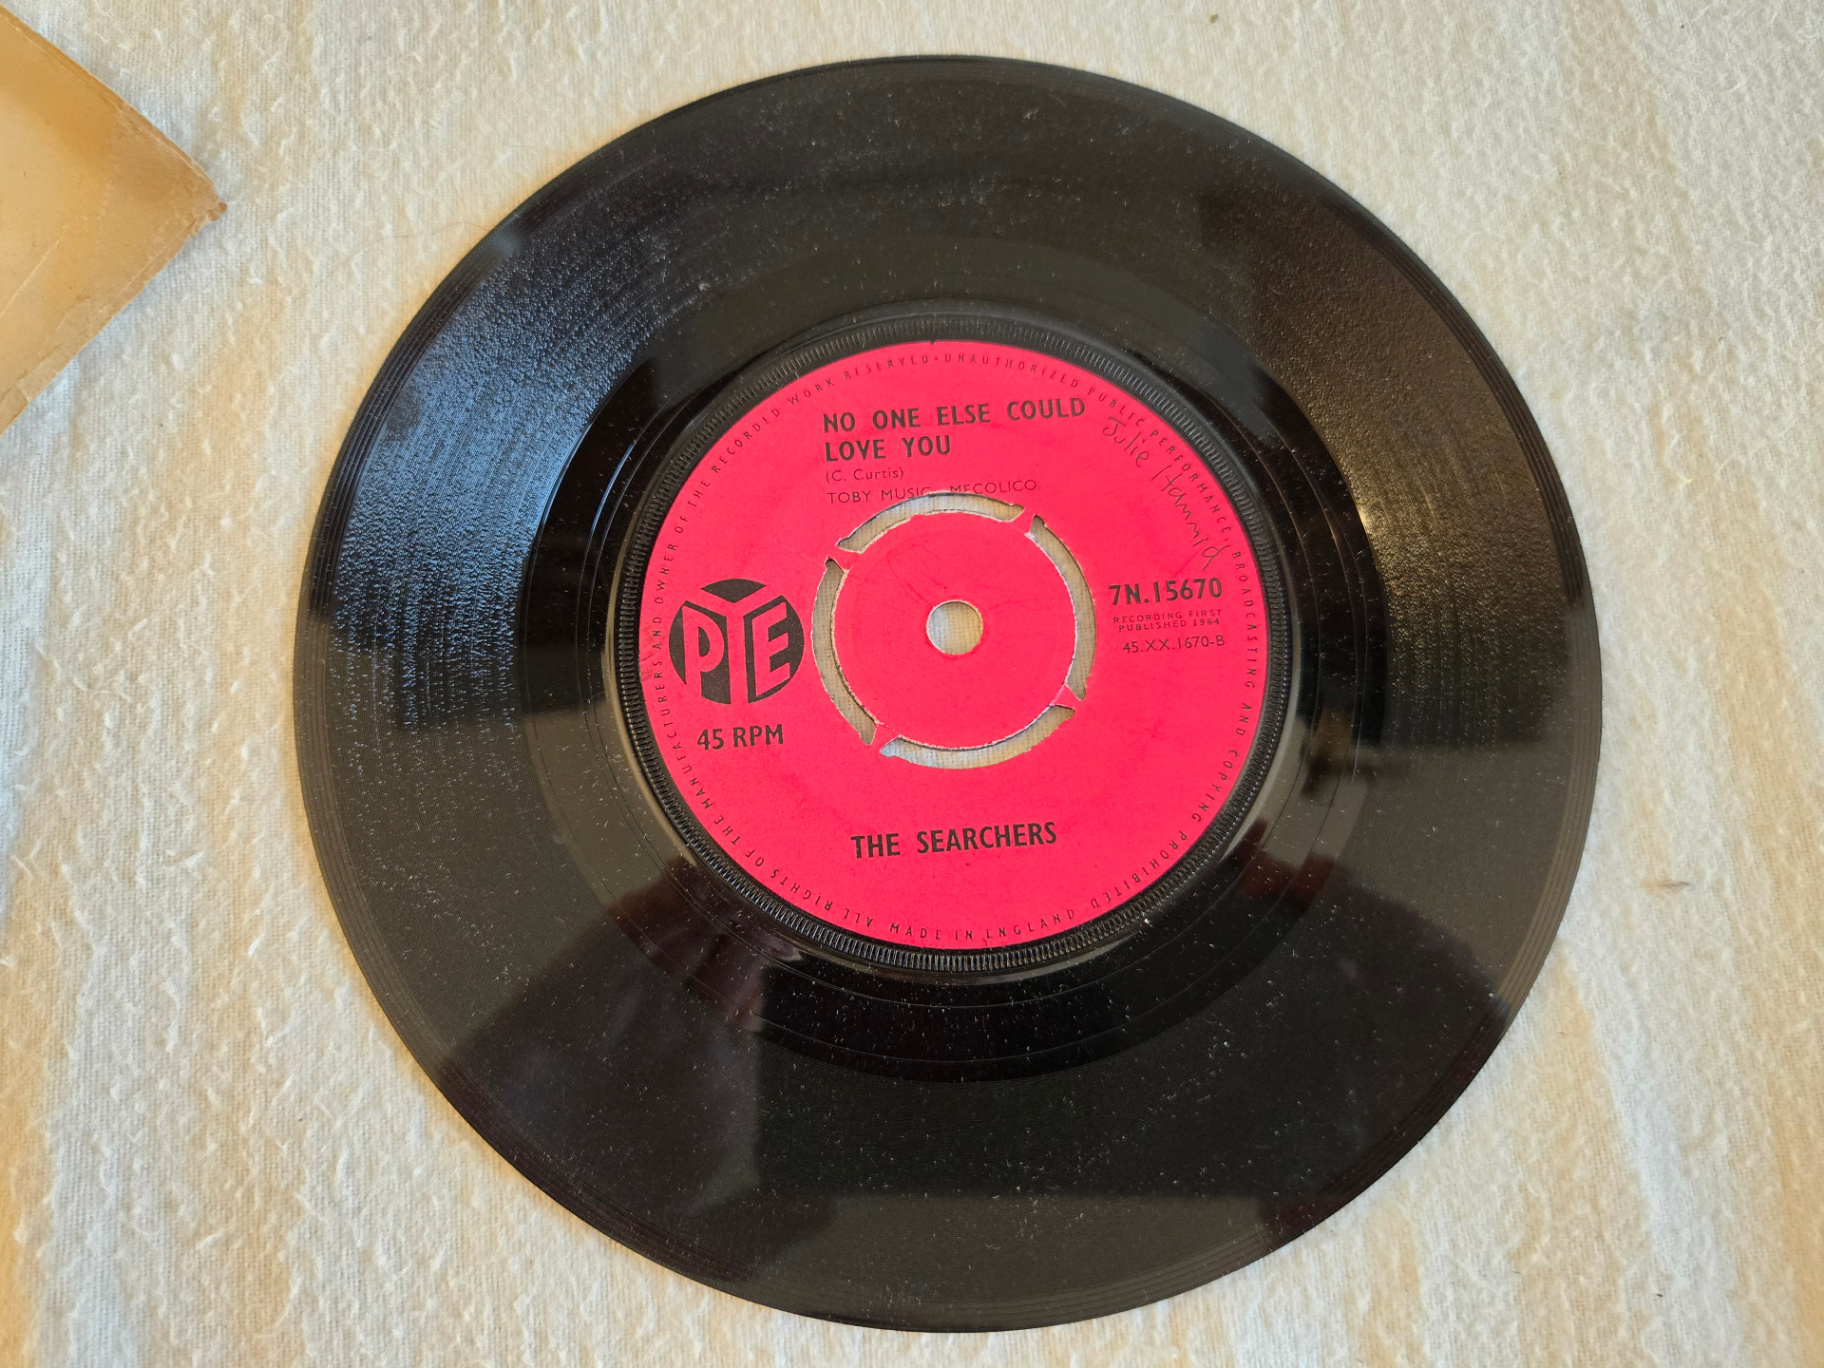 NO ONE ELSE COULD
LOVE YOU
(C. Curtis)
TOBY MUSIC MECOLICO
Julie Hammid
PYE
45 RPM
7N.15670
RECORDING FIRST
PUBLISHED 1964
45.XX.1670-B
THE SEARCHERS
ALL RIGHTS OF THE MANUFACTURERS AND OWNER OF THE RECORDED WORK RESERVED • UNAUTHORIZED PUBLIC PERFORMANCE, BROADCASTING AND COPYING PROHIBITED
MADE IN ENGLAND